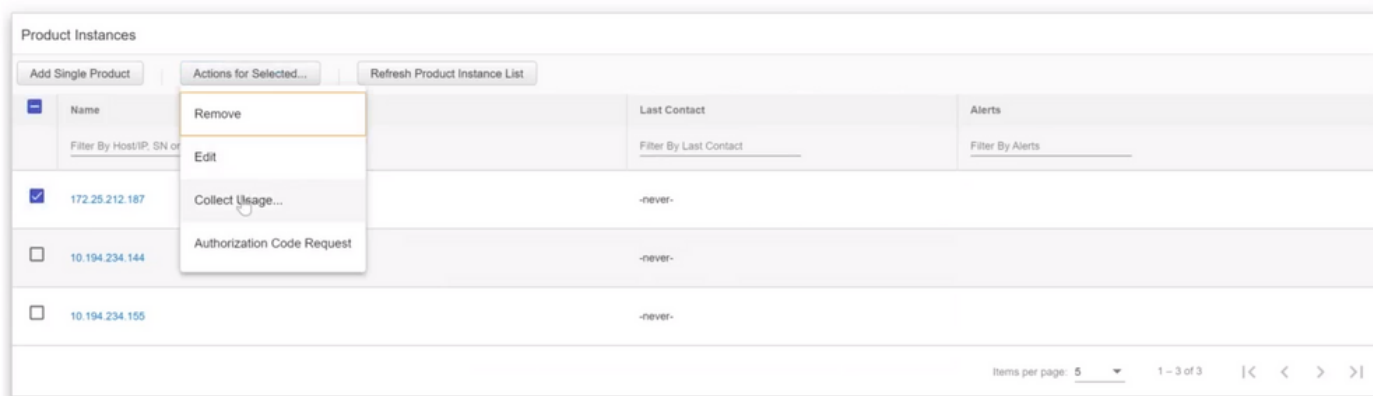 Product Instances
Add Single Product Actions for Selected... Refresh Product Instance List
Name Remove Last Contact Alerts
Filter By Host/IP, SN or Edit Filter By Last Contact Filter By Alerts
172.25.212.187 Collect Usage... -never-
Authorization Code Request
10.194.234.144 -never-
10.194.234.155 -never-
Items per page: 5 1 – 3 of 3